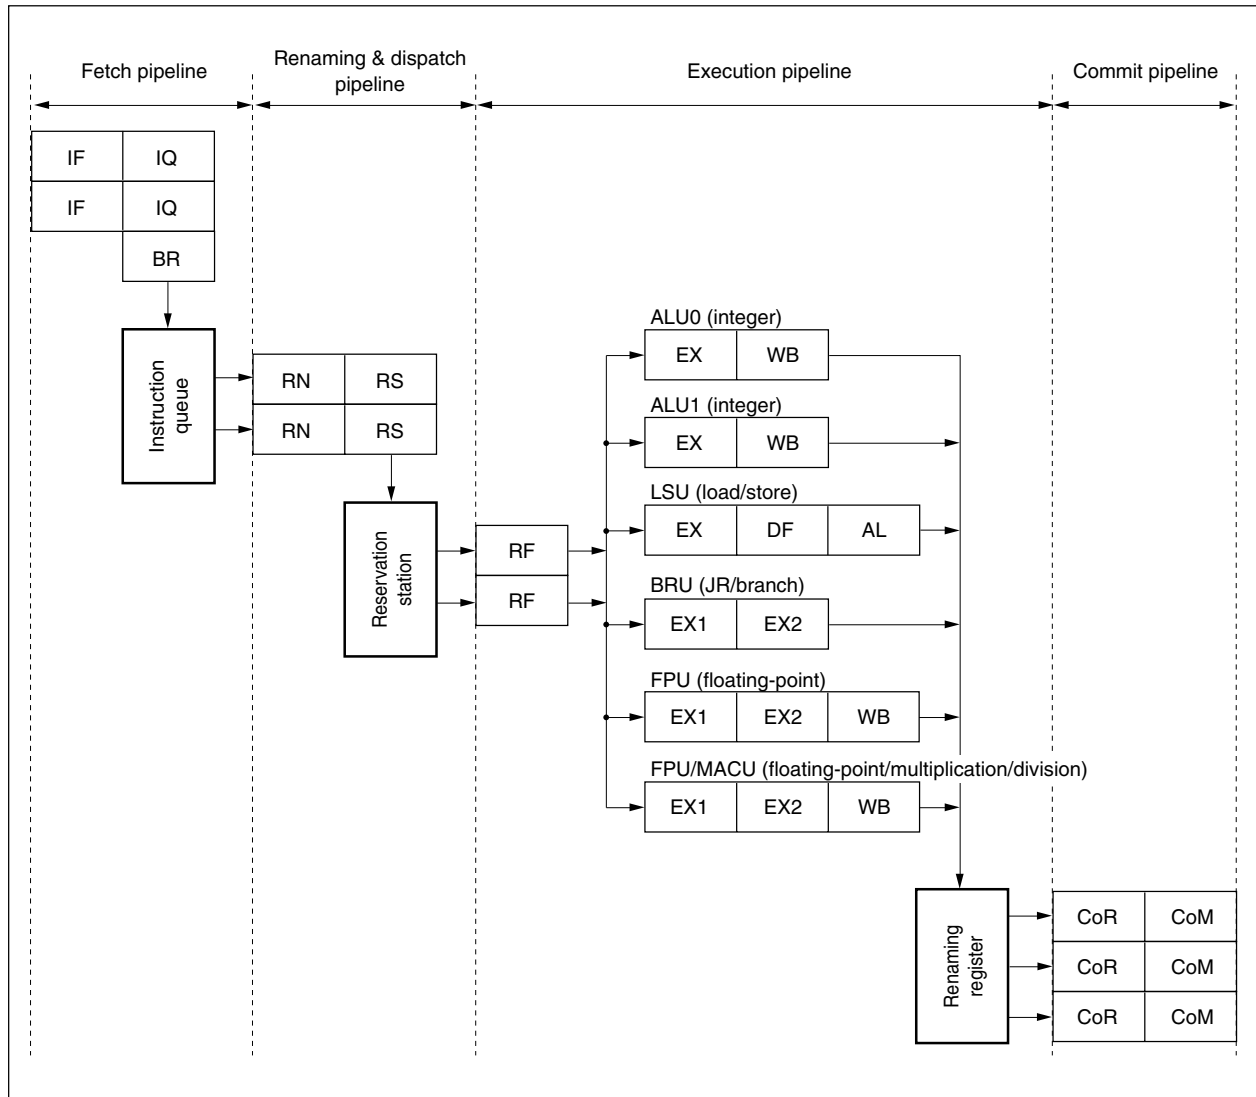 Fetch pipeline
Renaming & dispatch
pipeline
Execution pipeline
Commit pipeline
IF IQ
IF IQ
BR
Instruction
queue
RN RS
RN RS
Reservation
station
RF
RF
ALU0 (integer)
EX WB
ALU1 (integer)
EX WB
LSU (load/store)
EX DF AL
BRU (JR/branch)
EX1 EX2
FPU (floating-point)
EX1 EX2 WB
FPU/MACU (floating-point/multiplication/division)
EX1 EX2 WB
Renaming
register
CoR CoM
CoR CoM
CoR CoM